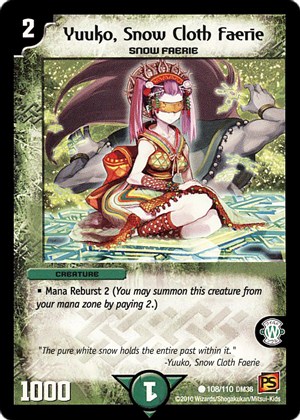 2
Yuuko, Snow Cloth Faerie
SNOW FAERIE
CREATURE
▪ Mana Reburst 2 (You may summon this creature from
your mana zone by paying 2.)
"The pure white snow holds the entire past within it."
-Yuuko, Snow Cloth Faerie
1000
1
108/110 DM36
©2010 Wizards/Shogakukan/Mitsui-Kids
PS